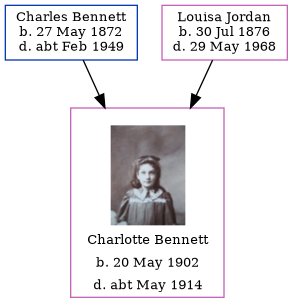 Charles Bennett
b. 27 May 1872
d. abt Feb 1949
Louisa Jordan
b. 30 Jul 1876
d. 29 May 1968
Charlotte Bennett
b. 20 May 1902
d. abt May 1914